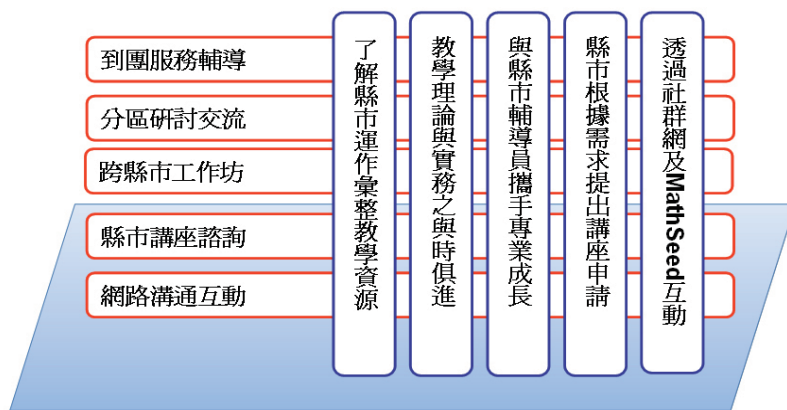 到團服務輔導
分區研討交流
跨縣市工作坊
縣市講座諮詢
網路溝通互動
了解縣市運作彙整教學資源
教學理論與實務之與時俱進
與縣市輔導員攜手專業成長
縣市根據需求提出講座申請
透過社群網及MathSeed互動